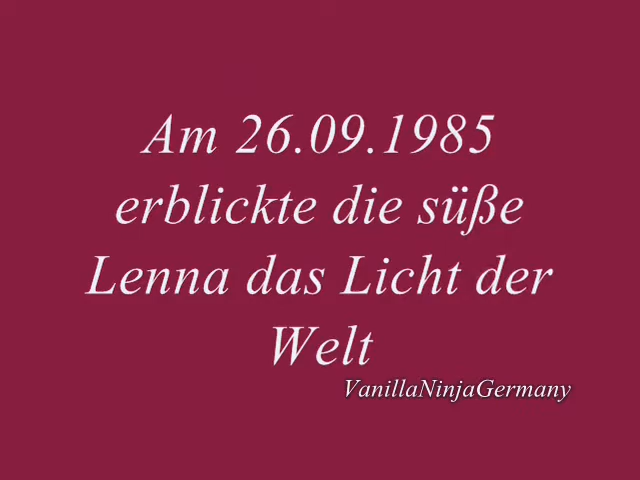 Am 26.09.1985
erblickte die süße
Lenna das Licht der
Welt
VanillaNinjaGermany